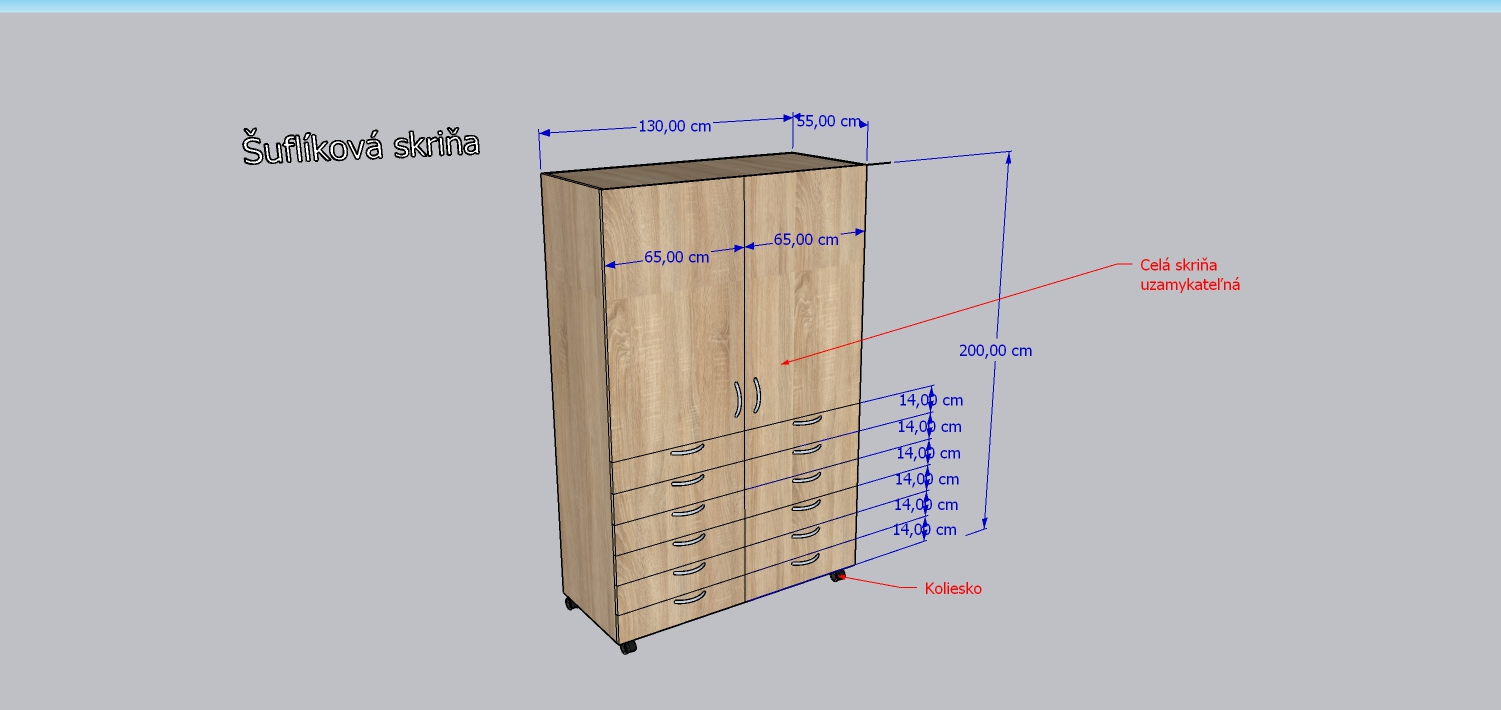 130,00 cm
55,00 cm
Šuflíková skriňa
65,00 cm
65,00 cm
Celá skriňa
uzamykateľná
200,00 cm
14,00 cm
14,00 cm
14,00 cm
14,00 cm
14,00 cm
14,00 cm
Koliesko